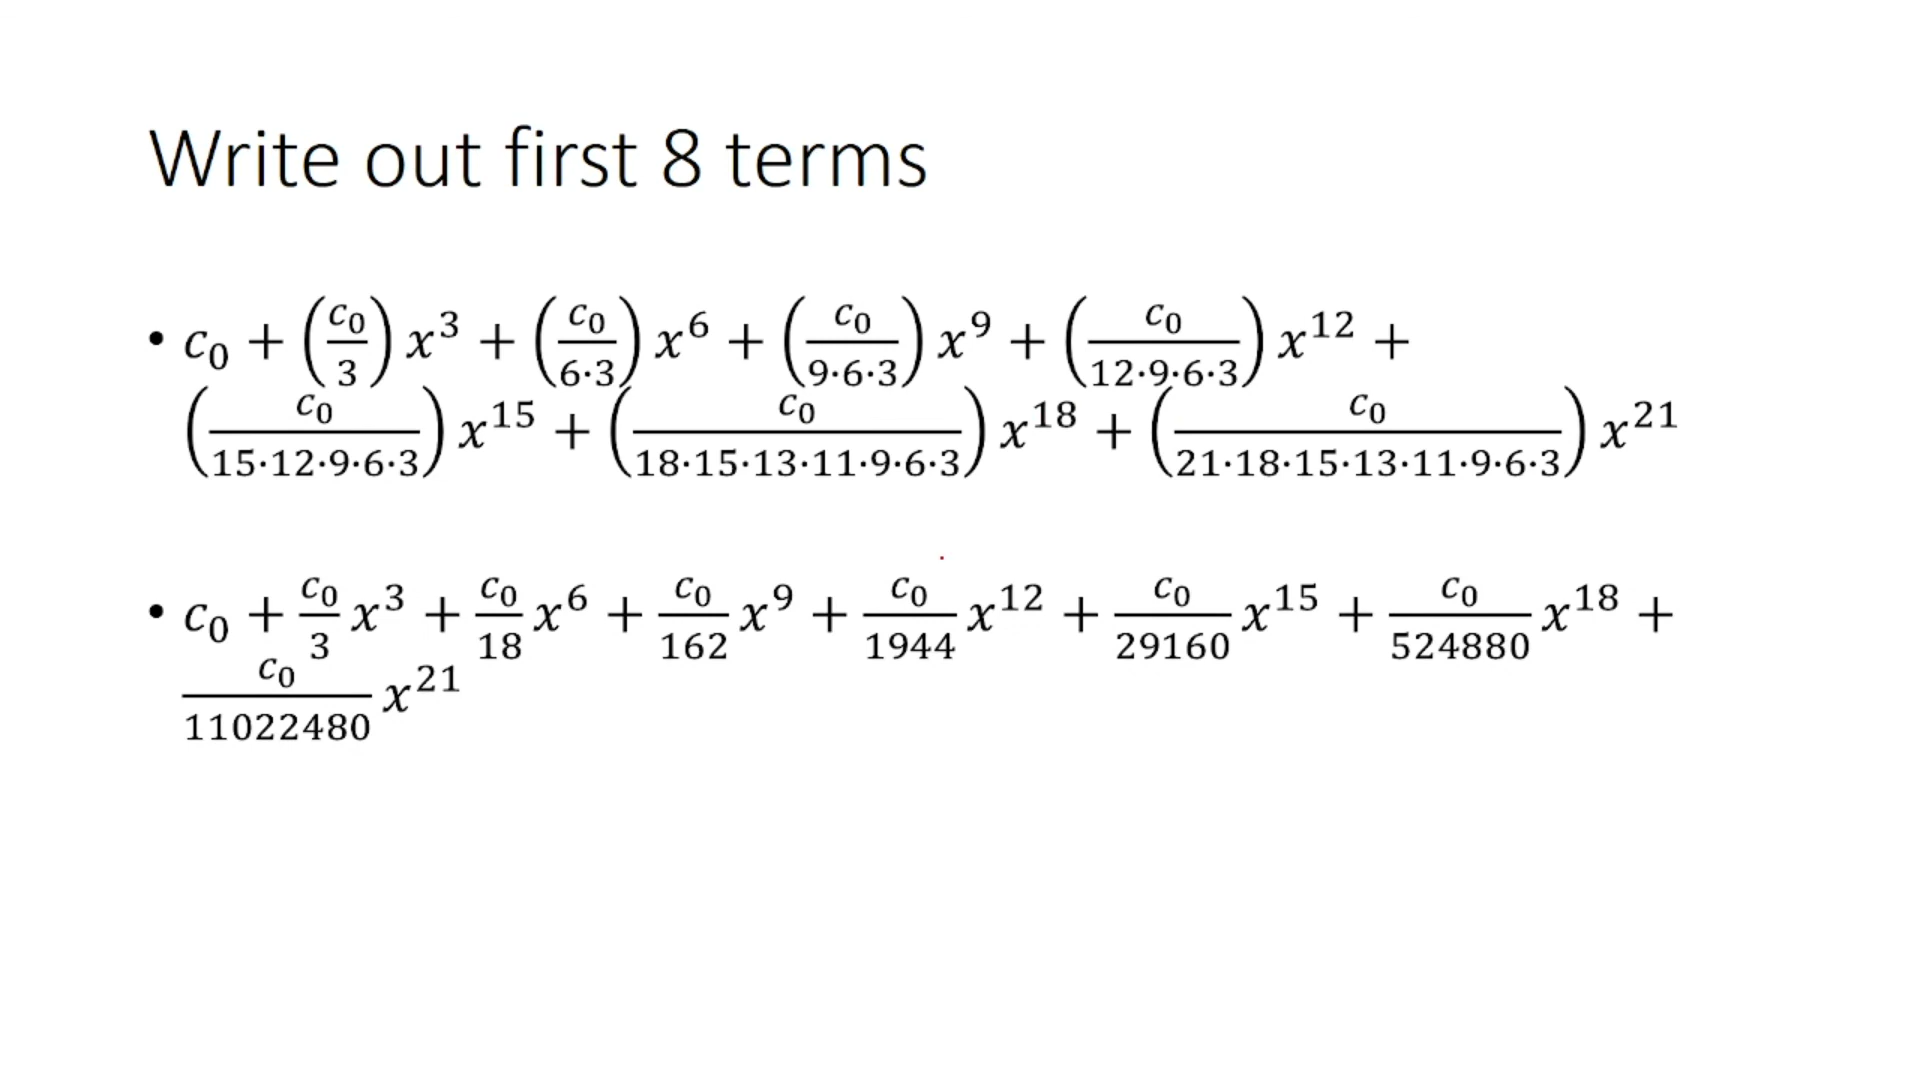 Write out first 8 terms
• c₀ + (c₀/3) x³ + (c₀/6·3) x⁶ + (c₀/9·6·3) x⁹ + (c₀/12·9·6·3) x¹² +
(c₀/15·12·9·6·3) x¹⁵ + (c₀/18·15·13·11·9·6·3) x¹⁸ + (c₀/21·18·15·13·11·9·6·3) x²¹
• c₀ + c₀/3 x³ + c₀/18 x⁶ + c₀/162 x⁹ + c₀/1944 x¹² + c₀/29160 x¹⁵ + c₀/524880 x¹⁸ +
c₀/11022480 x²¹